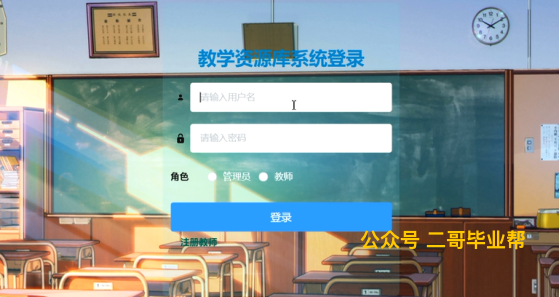 教学资源库系统登录
请输入用户名
请输入密码
角色 管理员 教师
登录
注册教师
公众号 二哥毕业帮